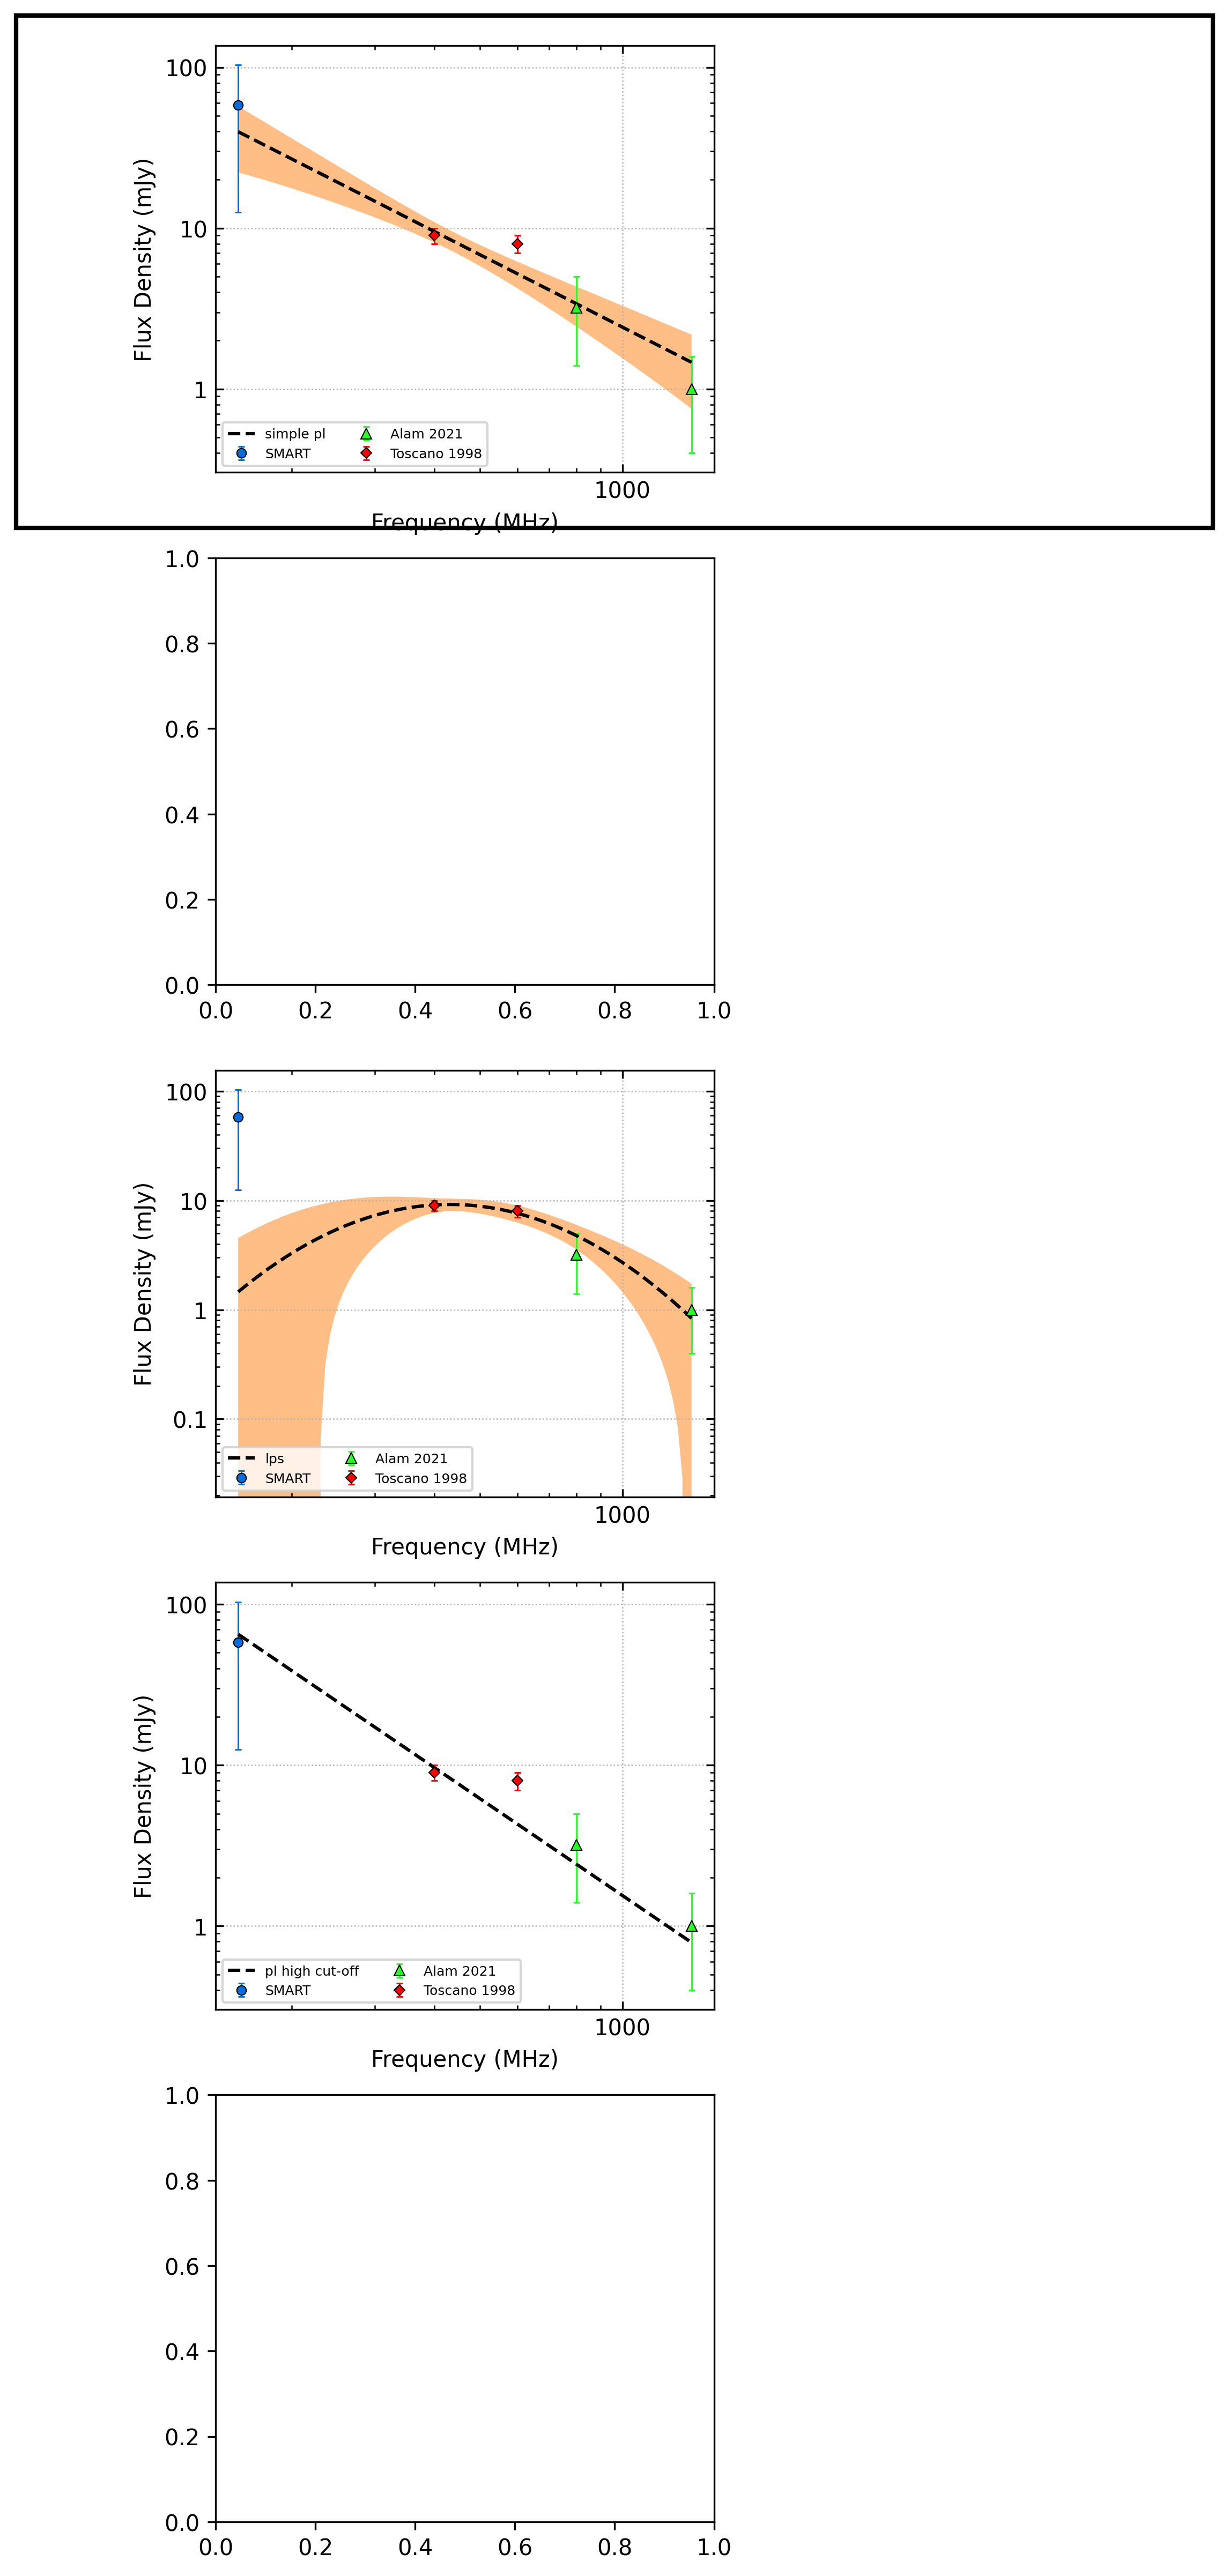 100
10
1
Flux Density (mJy)
simple pl
SMART
Alam 2021
Toscano 1998
1000
Frequency (MHz)
1.0
0.8
0.6
0.4
0.2
0.0
0.0 0.2 0.4 0.6 0.8 1.0
100
10
1
0.1
Flux Density (mJy)
lps
SMART
Alam 2021
Toscano 1998
1000
Frequency (MHz)
100
10
1
Flux Density (mJy)
pl high cut-off
SMART
Alam 2021
Toscano 1998
1000
Frequency (MHz)
1.0
0.8
0.6
0.4
0.2
0.0
0.0 0.2 0.4 0.6 0.8 1.0